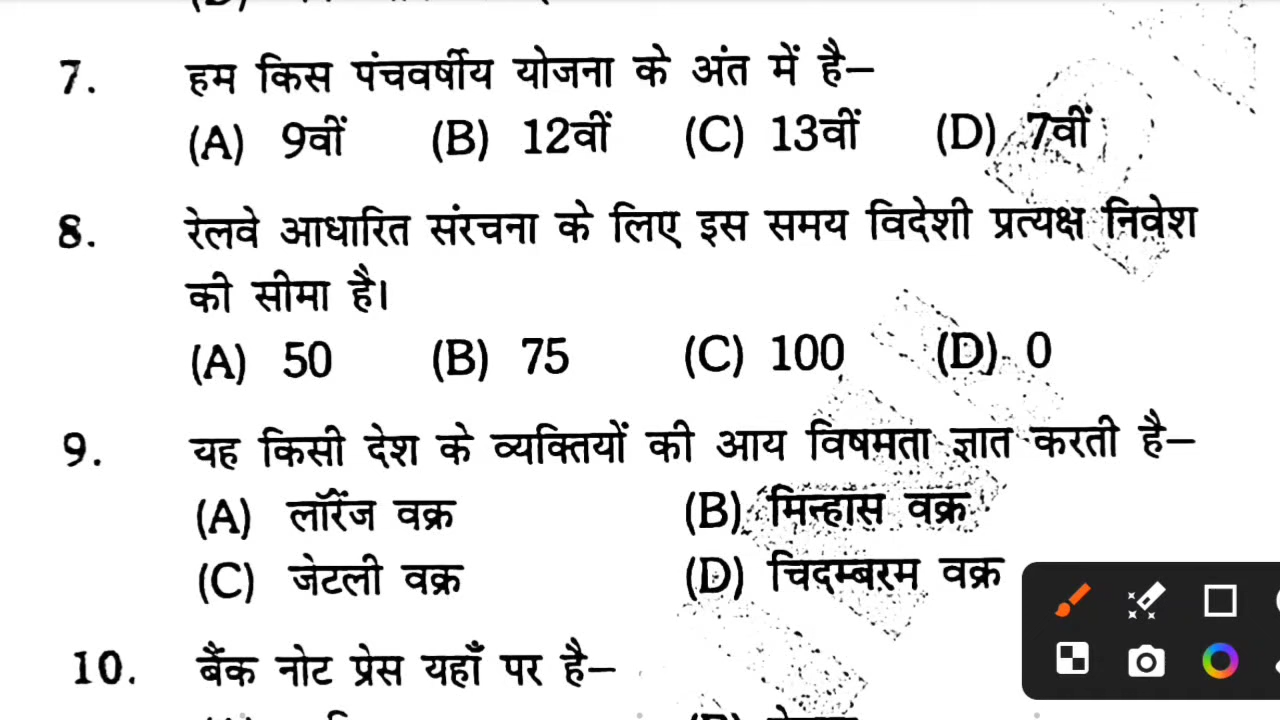 7. हम किस पंचवर्षीय योजना के अंत में है–
(A) 9वीं (B) 12वीं (C) 13वीं (D) 7वीं
8. रेलवे आधारित संरचना के लिए इस समय विदेशी प्रत्यक्ष निवेश
की सीमा है।
(A) 50 (B) 75 (C) 100 (D) 0
9. यह किसी देश के व्यक्तियों की आय विषमता ज्ञात करती है–
(A) लॉरेंज वक्र (B) मिन्हास वक्र
(C) जेटली वक्र (D) चिदम्बरम वक्र
10. बैंक नोट प्रेस यहाँ पर है–